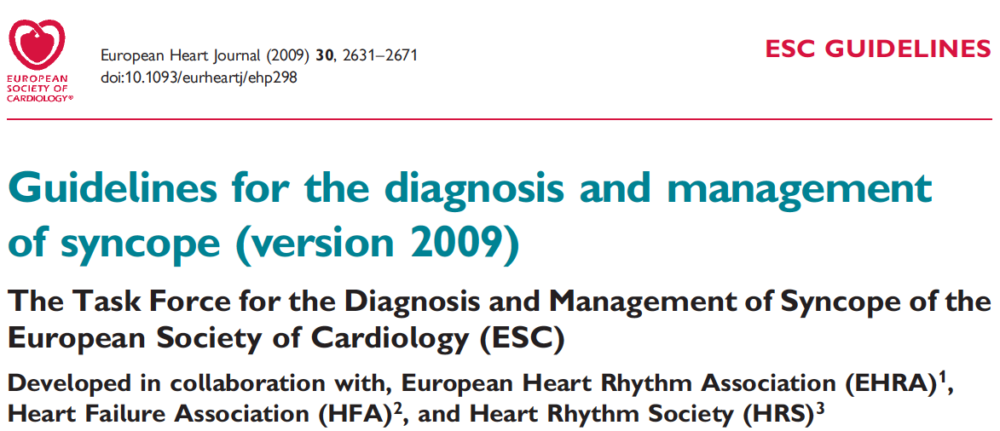 EUROPEAN
SOCIETY OF
CARDIOLOGY®
European Heart Journal (2009) 30, 2631–2671
doi:10.1093/eurheartj/ehp298
ESC GUIDELINES
Guidelines for the diagnosis and management
of syncope (version 2009)
The Task Force for the Diagnosis and Management of Syncope of the
European Society of Cardiology (ESC)
Developed in collaboration with, European Heart Rhythm Association (EHRA)¹,
Heart Failure Association (HFA)², and Heart Rhythm Society (HRS)³